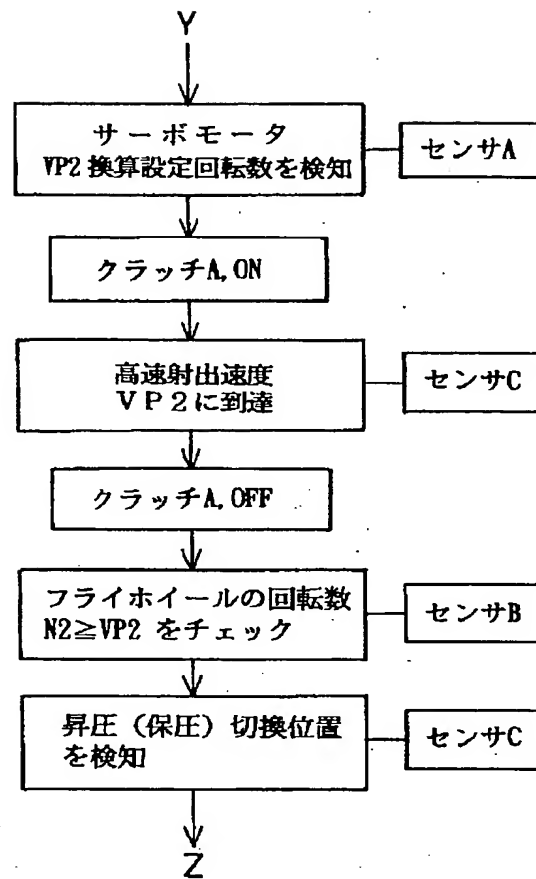 Y
サーボモータ
VP2換算設定回転数を検知
センサA
クラッチA,ON
高速射出速度
VP2に到達
センサC
クラッチA,OFF
フライホイールの回転数
N2≧VP2 をチェック
センサB
昇圧(保圧)切換位置
を検知
センサC
Z